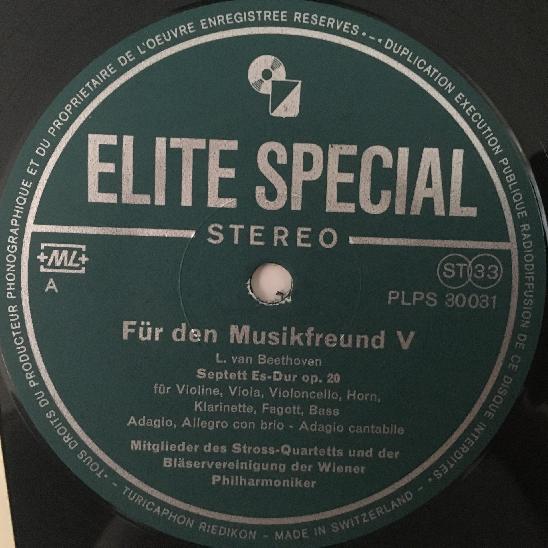 TOUS DROITS DU PRODUCTEUR PHONOGRAPHIQUE ET DU PROPRIETAIRE DE L'OEUVRE ENREGISTREE RESERVES • - • DUPLICATION EXECUTION PUBLIQUE RADIODIFFUSION DE CE DISQUE INTERDITES •
ELITE SPECIAL
STEREO
ML
A
ST 33
PLPS 30031
Für den Musikfreund V
L. van Beethoven
Septett Es-Dur op. 20
für Violine, Viola, Violoncello, Horn,
Klarinette, Fagott, Bass
Adagio, Allegro con brio - Adagio cantabile
Mitglieder des Stross-Quartetts und der
Bläservereinigung der Wiener
Philharmoniker
TURICAPHON RIEDIKON - MADE IN SWITZERLAND